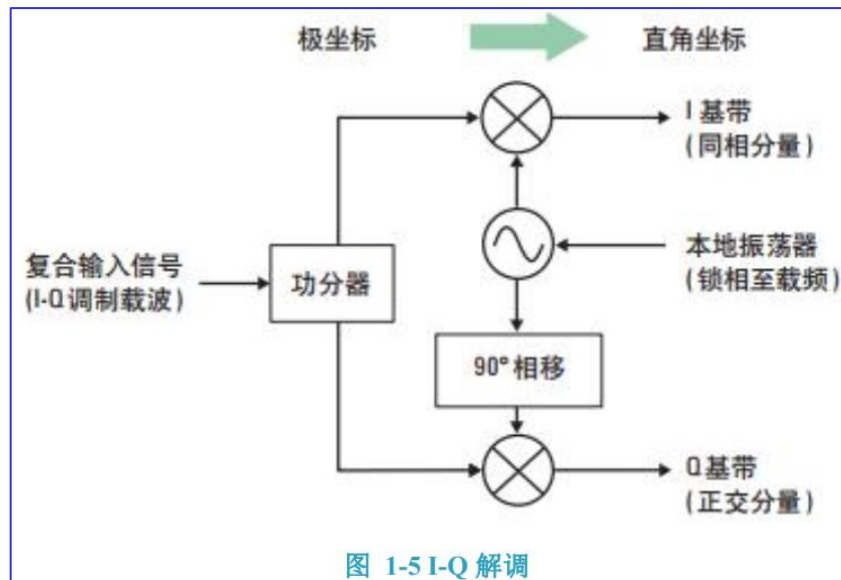 极坐标
直角坐标
I 基带
(同相分量)
复合输入信号
(I-Q 调制载波)
功分器
本地振荡器
(锁相至载频)
90° 相移
Q 基带
(正交分量)
图 1-5 I-Q 解调